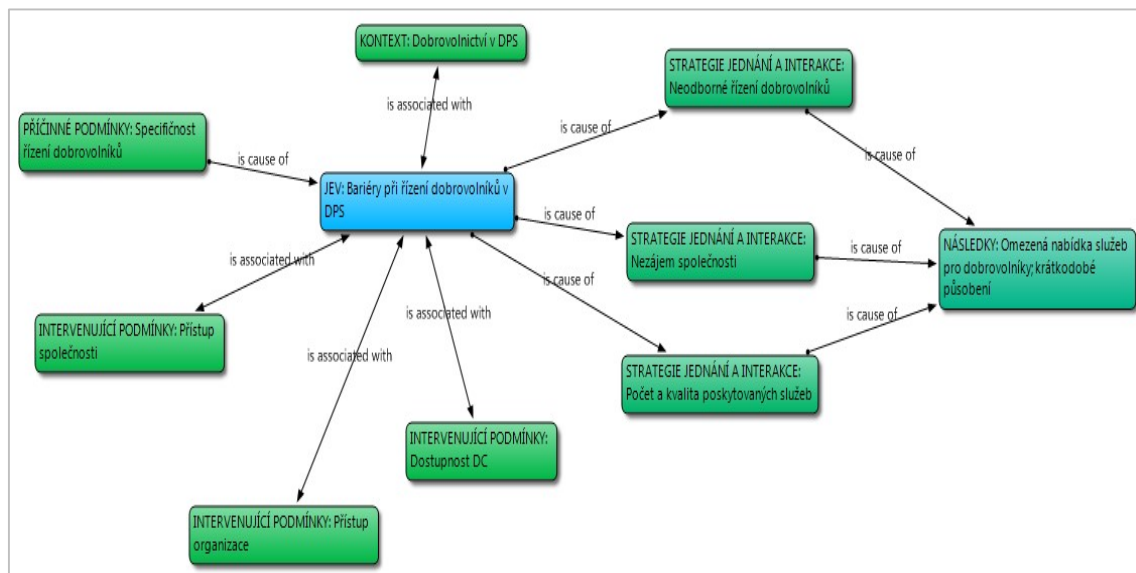 KONTEXT: Dobrovolnictví v DPS
STRATEGIE JEDNÁNÍ A INTERAKCE:
Neodborné řízení dobrovolníků
is associated with
PŘÍČINNÉ PODMÍNKY: Specifičnost
řízení dobrovolníků
is cause of
is cause of
is cause of
JEV: Bariéry při řízení dobrovolníků v
DPS
is cause of
STRATEGIE JEDNÁNÍ A INTERAKCE:
Nezájem společnosti
is cause of
NÁSLEDKY: Omezená nabídka služeb
pro dobrovolníky; krátkodobé
působení
is associated with
is cause of
is associated with
is cause of
INTERVENUJÍCÍ PODMÍNKY: Přístup
společnosti
is associated with
STRATEGIE JEDNÁNÍ A INTERAKCE:
Počet a kvalita poskytovaných služeb
INTERVENUJÍCÍ PODMÍNKY:
Dostupnost DC
INTERVENUJÍCÍ PODMÍNKY: Přístup
organizace